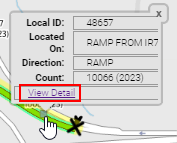 x
Local ID: 48657
Located On: RAMP FROM IR7
Direction: RAMP
Count: 10066 (2023)
View Detail